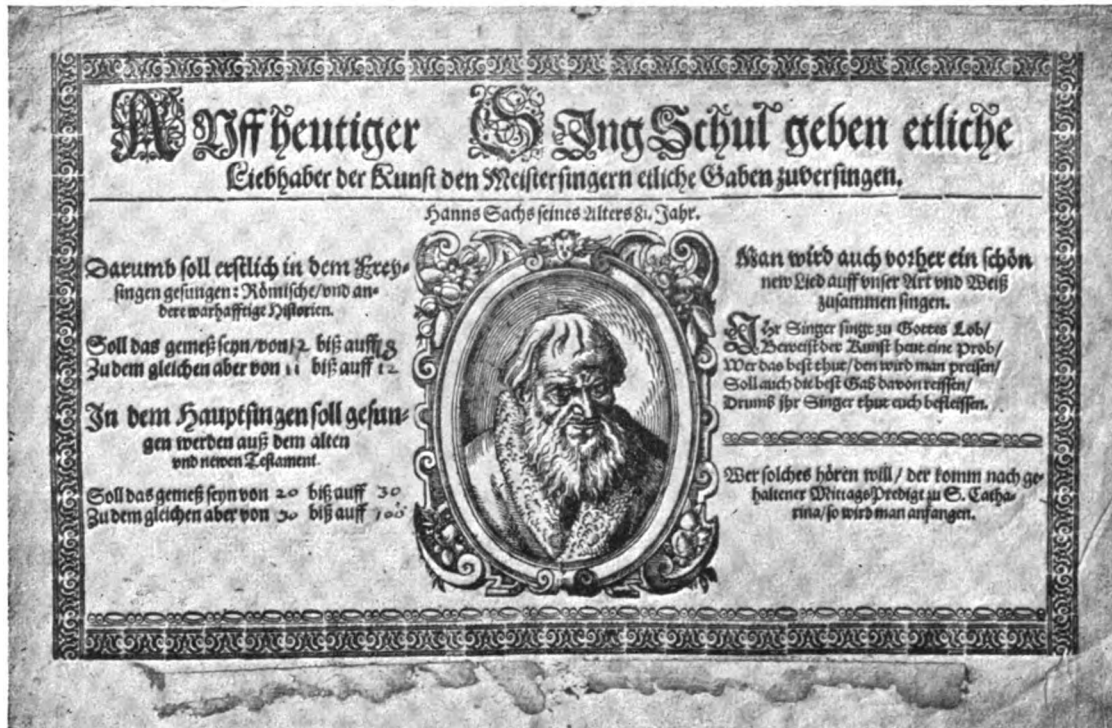 AUff heutiger SIng Schul geben etliche
Liebhaber der Kunst den Meistersingern etliche Gaben zuversingen.
Hanns Sachs seines Alters 81. Jahr.
Darumb soll erstlich in dem Frey-
singen gesungen: Römische/vnd an-
dere warhafftige Historien.
Soll das gemeß seyn/von 12 biß auff 18
Zu dem gleichen aber von 11 biß auff 12
In dem Hauptsingen soll gesun-
gen werden auß dem alten
vnd newen Testament.
Soll das gemeß seyn von 20 biß auff 30
Zu dem gleichen aber von 30 biß auff 100
Man wird auch vorher ein schön
new Lied auff vnser Art vnd Weiß
zusammen singen.
Ihr Singer singt zu Gottes Lob/
Beweist der Kunst heut eine Prob/
Wer das best thut/den wird man preisen/
Soll auch die best Gab davon reissen/
Drumb ihr Singer thut euch befleissen.
Wer solches hören will/ der komm nach ge-
haltener MittagsPredigt zu S. Catha-
rina/so wird man anfangen.